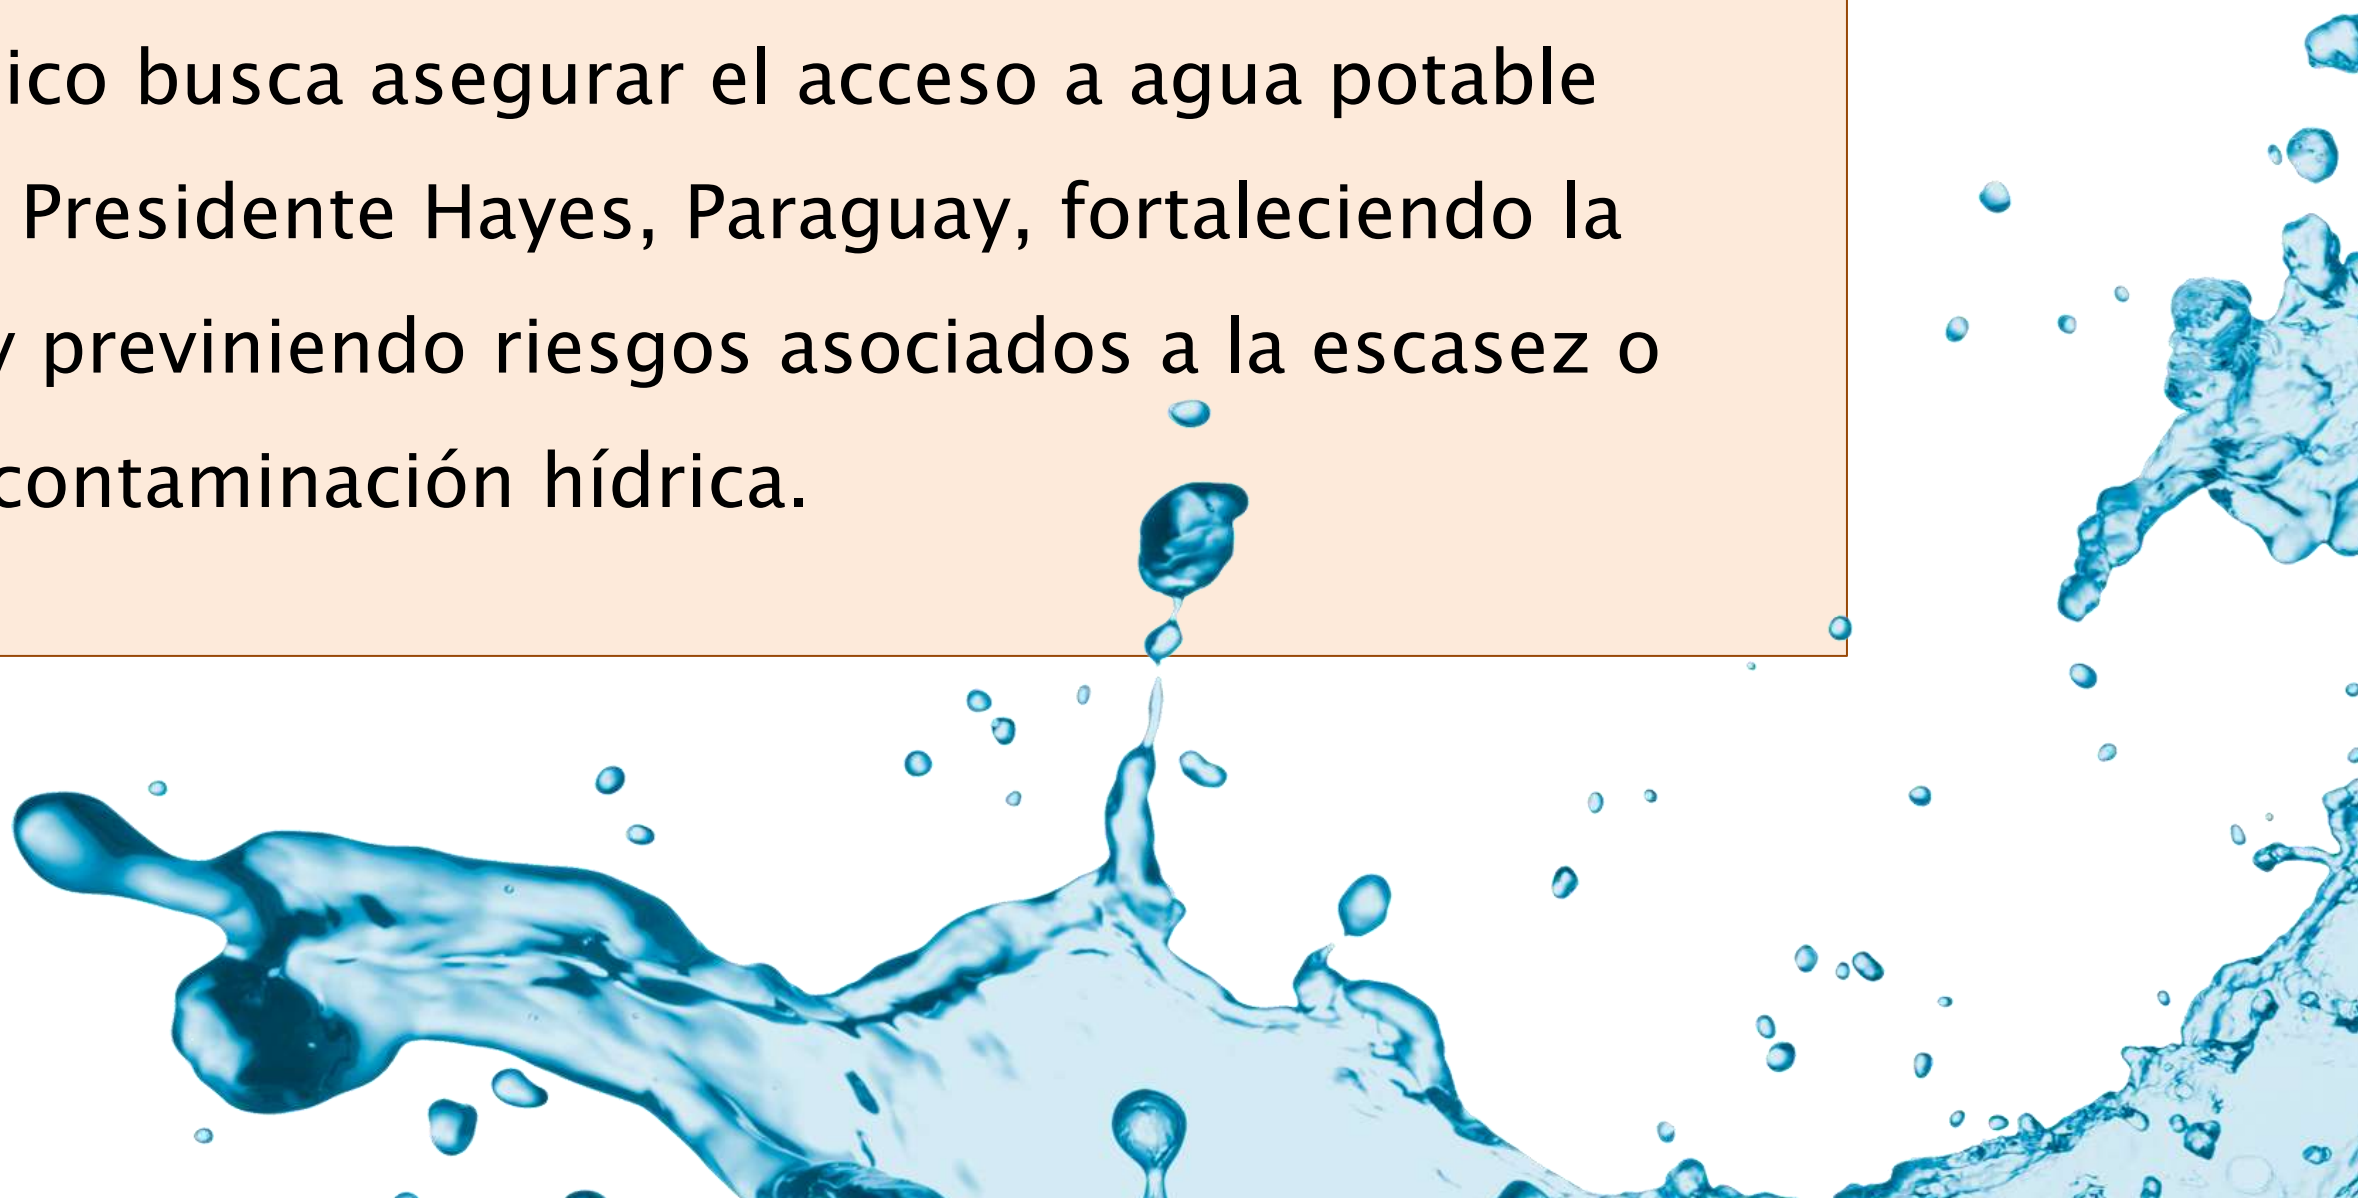 ico busca asegurar el acceso a agua potable
Presidente Hayes, Paraguay, fortaleciendo la
y previniendo riesgos asociados a la escasez o
contaminación hídrica.